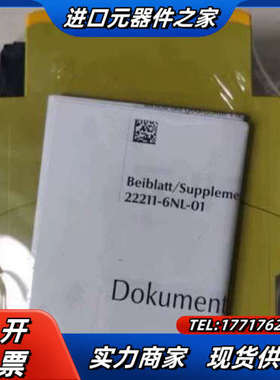 进口元器件之家
Beiblatt/Suppleme
22211-6NL-01
Dokument
开
票
TEL:1771762
实力商家 现货供